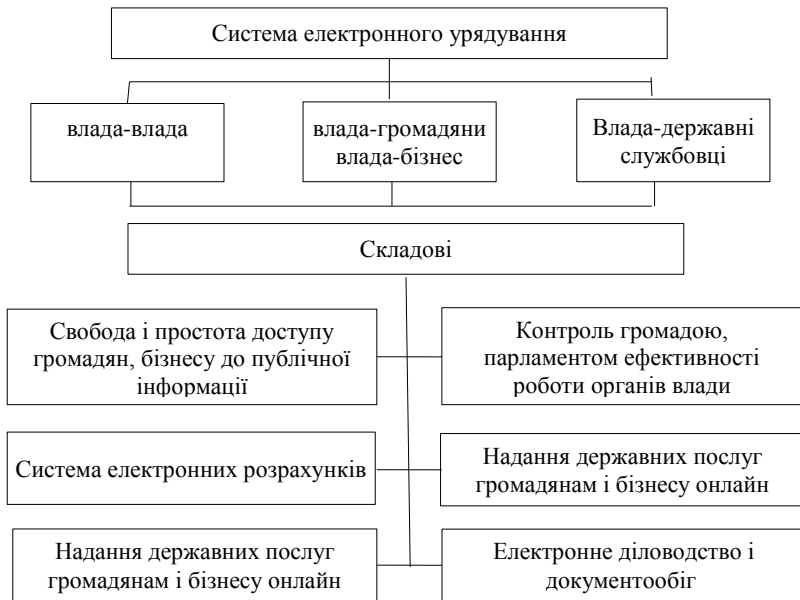 Система електронного урядування
влада-влада
влада-громадяни
влада-бізнес
Влада-державні
службовці
Складові
Свобода і простота доступу
громадян, бізнесу до публічної
інформації
Контроль громадою,
парламентом ефективності
роботи органів влади
Система електронних розрахунків
Надання державних послуг
громадянам і бізнесу онлайн
Надання державних послуг
громадянам і бізнесу онлайн
Електронне діловодство і
документообіг